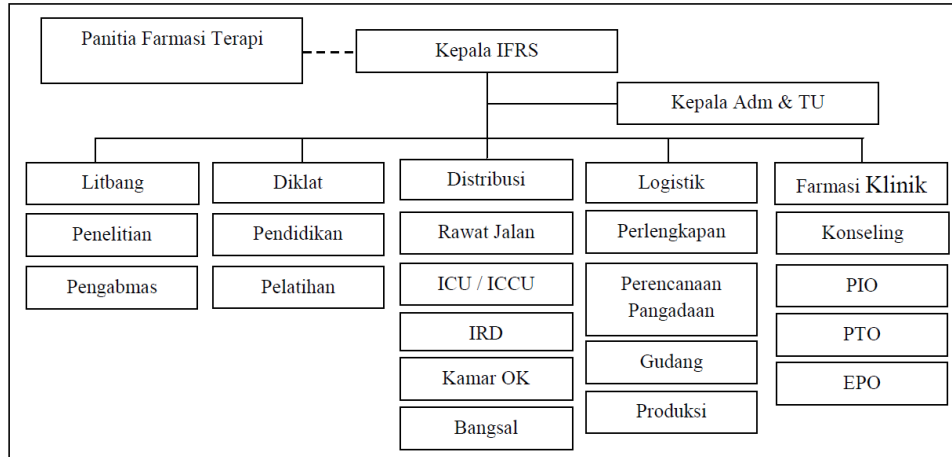 Panitia Farmasi Terapi
Kepala IFRS
Kepala Adm & TU
Litbang
Penelitian
Pengabmas
Diklat
Pendidikan
Pelatihan
Distribusi
Rawat Jalan
ICU / ICCU
IRD
Kamar OK
Bangsal
Logistik
Perlengkapan
Perencanaan
Pangadaan
Gudang
Produksi
Farmasi Klinik
Konseling
PIO
PTO
EPO